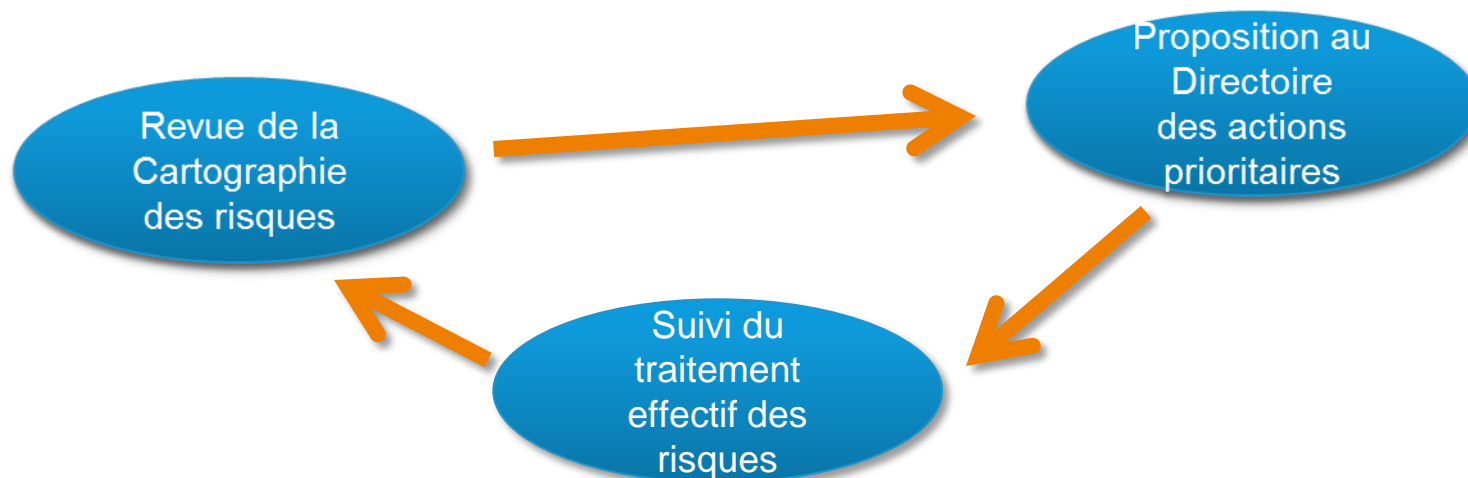 Revue de la
Cartographie
des risques
Proposition au
Directoire
des actions
prioritaires
Suivi du
traitement
effectif des
risques